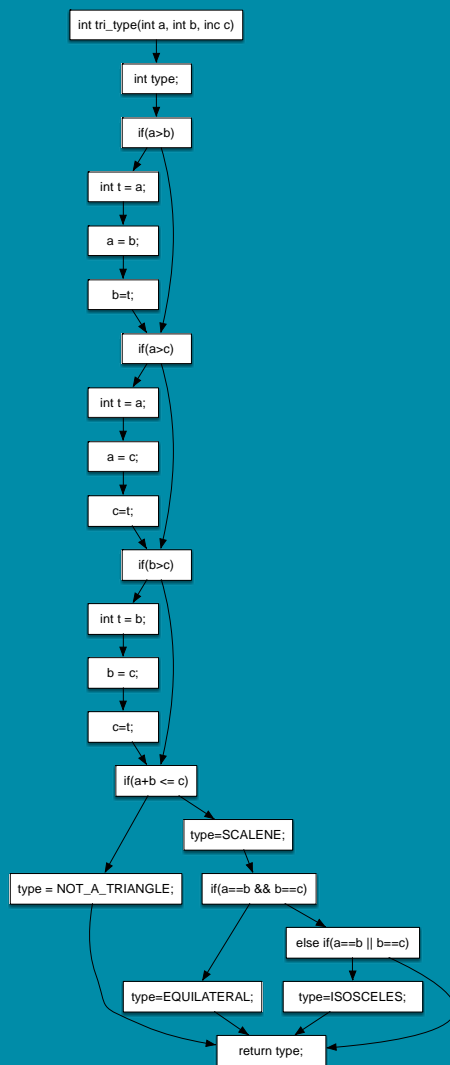 int tri_type(int a, int b, inc c)
int type;
if(a>b)
int t = a;
a = b;
b=t;
if(a>c)
int t = a;
a = c;
c=t;
if(b>c)
int t = b;
b = c;
c=t;
if(a+b <= c)
type=SCALENE;
type = NOT_A_TRIANGLE;
if(a==b && b==c)
else if(a==b || b==c)
type=EQUILATERAL;
type=ISOSCELES;
return type;